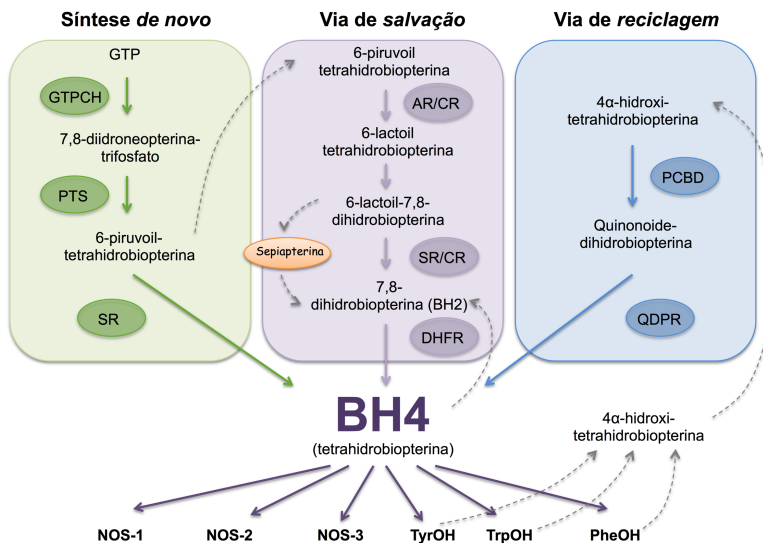 Síntese de novo
GTP
GTPCH
7,8-diidroneopterina-
trifosfato
PTS
6-piruvoil-
tetrahidrobiopterina
SR
Via de salvação
6-piruvoil
tetrahidrobiopterina
AR/CR
6-lactoil
tetrahidrobiopterina
6-lactoil-7,8-
dihidrobiopterina
Sepiapterina
SR/CR
7,8-
dihidrobiopterina (BH2)
DHFR
Via de reciclagem
4α-hidroxi-
tetrahidrobiopterina
PCBD
Quinonoide-
dihidrobiopterina
QDPR
BH4
(tetrahidrobiopterina)
4α-hidroxi-
tetrahidrobiopterina
NOS-1 NOS-2 NOS-3 TyrOH TrpOH PheOH